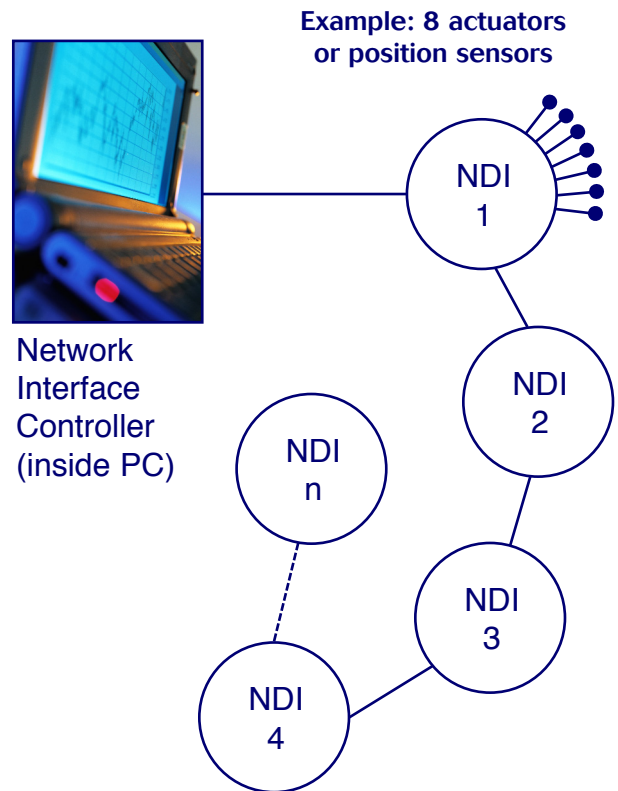 Example: 8 actuators
or position sensors
NDI
1
Network
Interface
Controller
(inside PC)
NDI
2
NDI
n
NDI
3
NDI
4